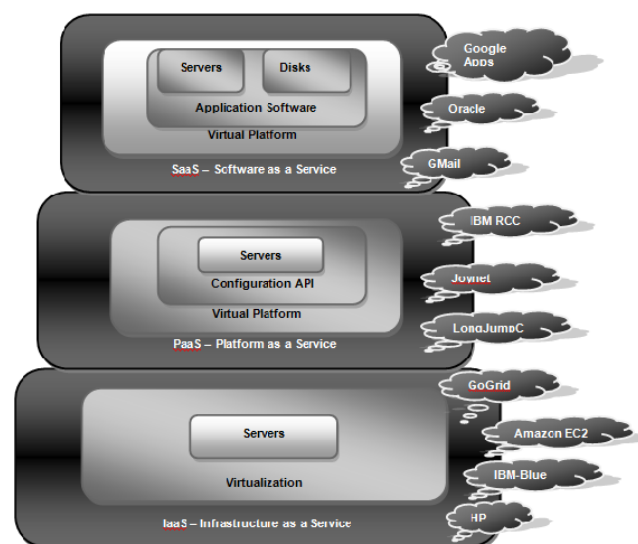 Servers
Disks
Application Software
Virtual Platform
SaaS – Software as a Service
Google
Apps
Oracle
GMail
Servers
Configuration API
Virtual Platform
PaaS – Platform as a Service
IBM RCC
Joynet
LongJumpC
Servers
Virtualization
IaaS – Infrastructure as a Service
GoGrid
Amazon EC2
IBM-Blue
HP